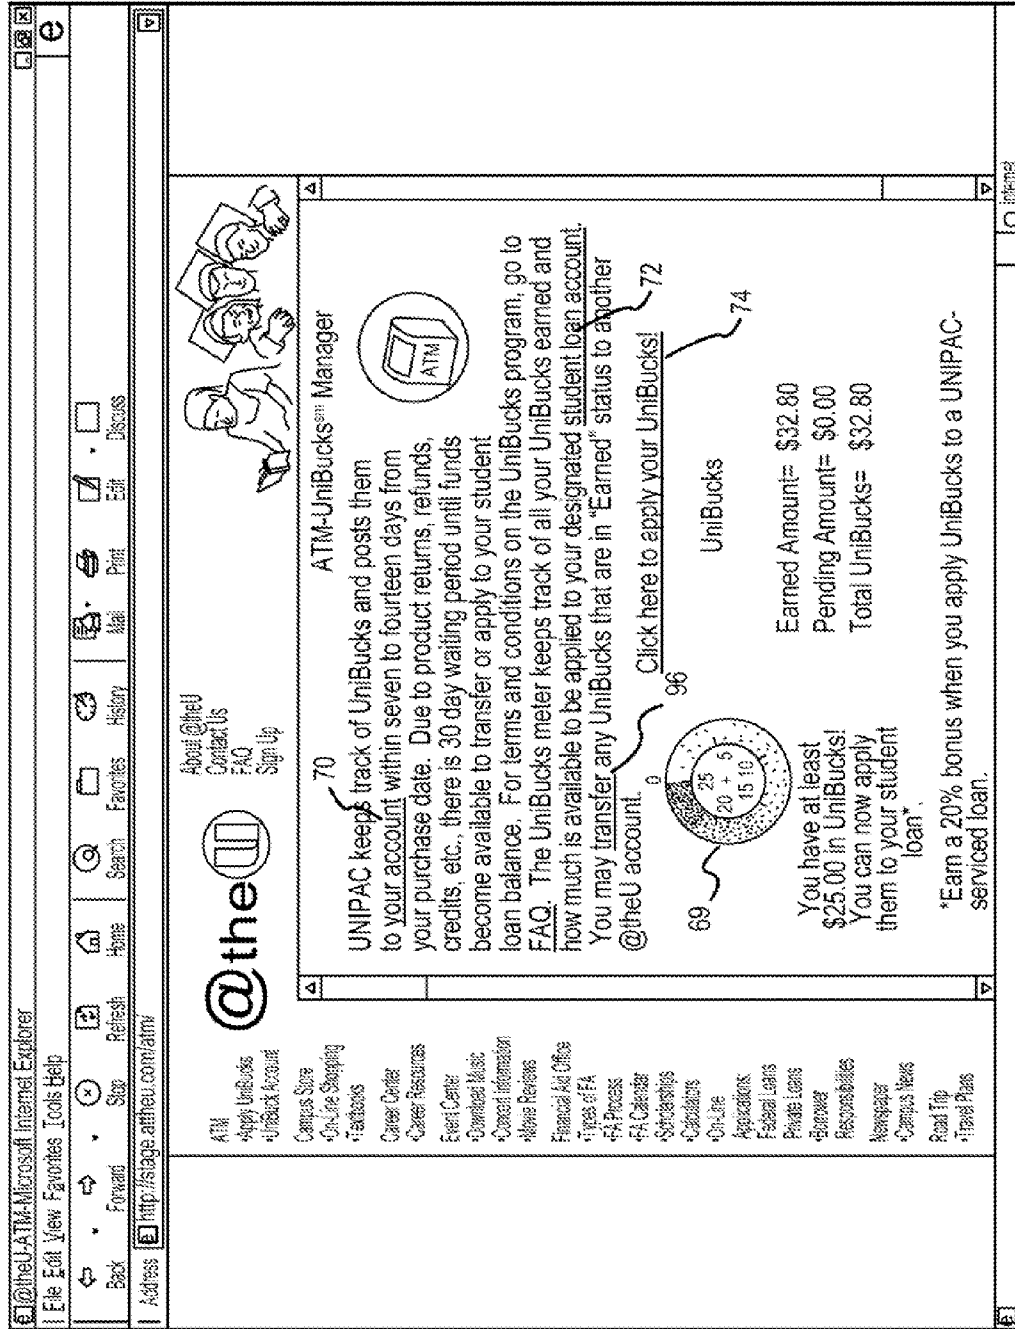 @theU-ATM-Microsoft Internet Explorer
File Edit View Favorites Tools Help
Back Forward Stop Refresh Home Search Favorites History Mail Print Edit Discuss
Address http://stage.attheu.com/atm/
@the U
About @theU
Contact Us
FAQ
Sign Up
ATM
•Apply UniBucks
•UniBuck Account
Campus Store
•On-Line Shopping
•Textbooks
Career Center
•Career Resources
Event Center
•Download Music
•Concert Information
•Movie Reviews
Financial Aid Office
•Types of FA
•FA Process
•FA Calendar
•Scholarships
•Calculators
•On-Line
Applications:
Federal Loans
Private Loans
•Borrower
Responsibilities
Newspaper
•Campus News
Road Trip
•Travel Plans
ATM-UniBucks℠ Manager
70
UNIPAC keeps track of UniBucks and posts them
to your account within seven to fourteen days from
your purchase date. Due to product returns, refunds,
credits, etc., there is 30 day waiting period until funds
become available to transfer or apply to your student
loan balance. For terms and conditions on the UniBucks program, go to
FAQ. The UniBucks meter keeps track of all your UniBucks earned and
how much is available to be applied to your designated student loan account.
You may transfer any UniBucks that are in "Earned" status to another
@theU account.
ATM
72
96
Click here to apply your UniBucks!
74
69
0
25
20 + 5
15 10
UniBucks
You have at least
$25.00 in UniBucks!
You can now apply
them to your student
loan*.
Earned Amount= $32.80
Pending Amount= $0.00
Total UniBucks= $32.80
*Earn a 20% bonus when you apply UniBucks to a UNIPAC-
serviced loan.
Internet